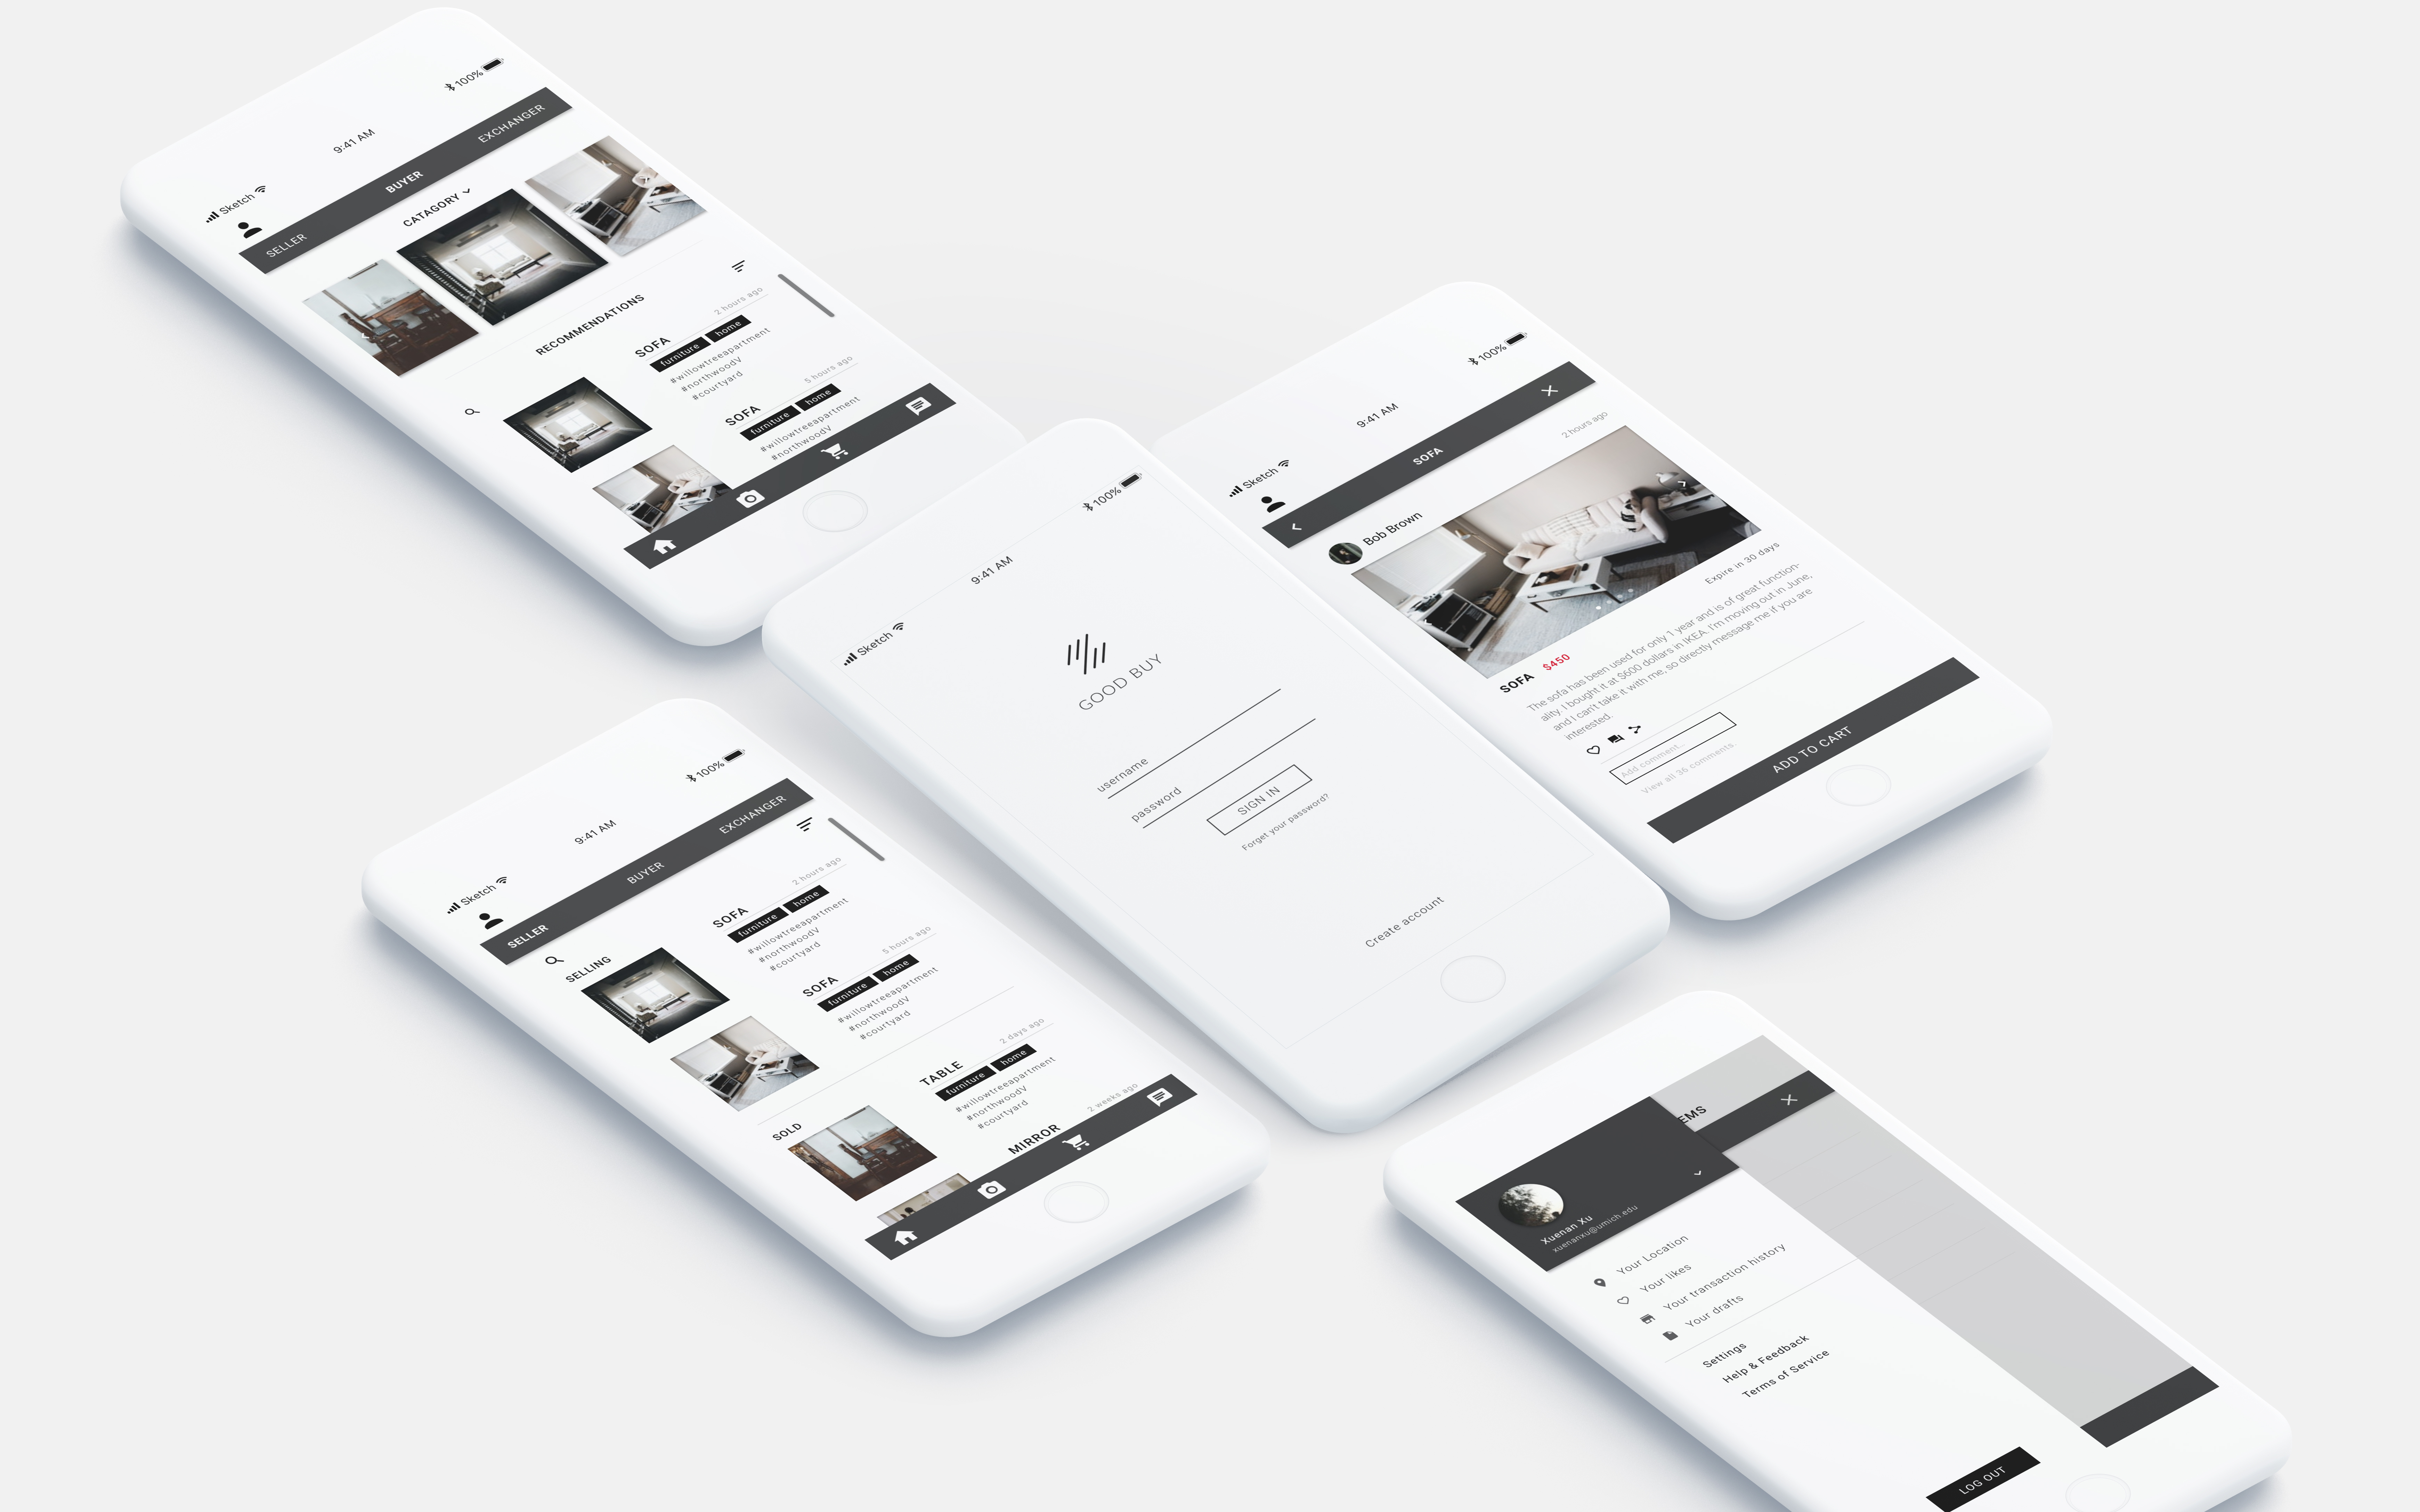 Sketch
9:41 AM
100%
SELLER
BUYER
EXCHANGER
CATAGORY
RECOMMENDATIONS
SOFA
2 hours ago
furniture
home
#willowtreeapartment
#northwoodV
#courtyard
SOFA
5 hours ago
furniture
home
#willowtreeapartment
#northwoodV
Sketch
9:41 AM
100%
SOFA
Bob Brown
2 hours ago
Expire in 30 days
SOFA $450
The sofa has been used for only 1 year and is of great function-
ality. I bought it at $600 dollars in IKEA. I'm moving out in June,
and I can't take it with me, so directly message me if you are
interested.
Add comment...
View all 36 comments.
ADD TO CART
Sketch
9:41 AM
100%
GOOD BUY
username
password
SIGN IN
Forget your password?
Create account
Sketch
9:41 AM
100%
SELLER
BUYER
EXCHANGER
SELLING
SOFA
2 hours ago
furniture
home
#willowtreeapartment
#northwoodV
#courtyard
SOFA
5 hours ago
furniture
home
#willowtreeapartment
#northwoodV
#courtyard
SOLD
TABLE
2 days ago
furniture
home
#willowtreeapartment
#northwoodV
#courtyard
MIRROR
2 weeks ago
EMS
Xuenan Xu
xuenanxu@umich.edu
Your Location
Your likes
Your transaction history
Your drafts
Settings
Help & Feedback
Terms of Service
LOG OUT